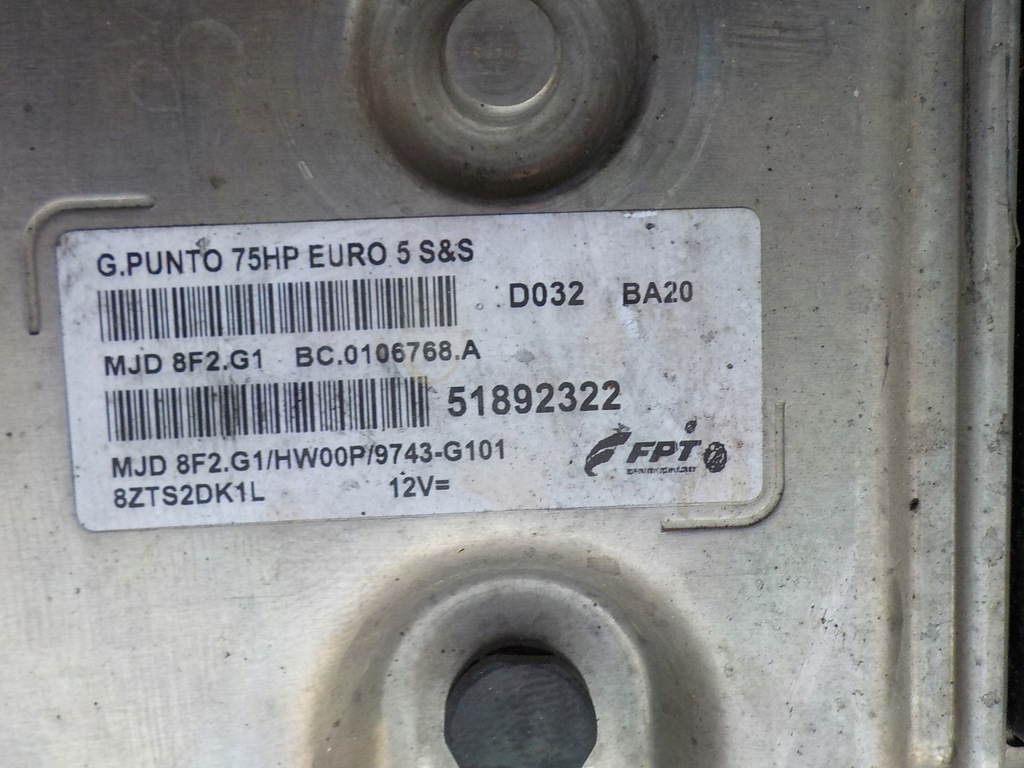 G.PUNTO 75HP EURO 5 S&S
D032 BA20
MJD 8F2.G1 BC.0106768.A
51892322
MJD 8F2.G1/HW00P/9743-G101
FPT
8ZTS2DK1L 12V=